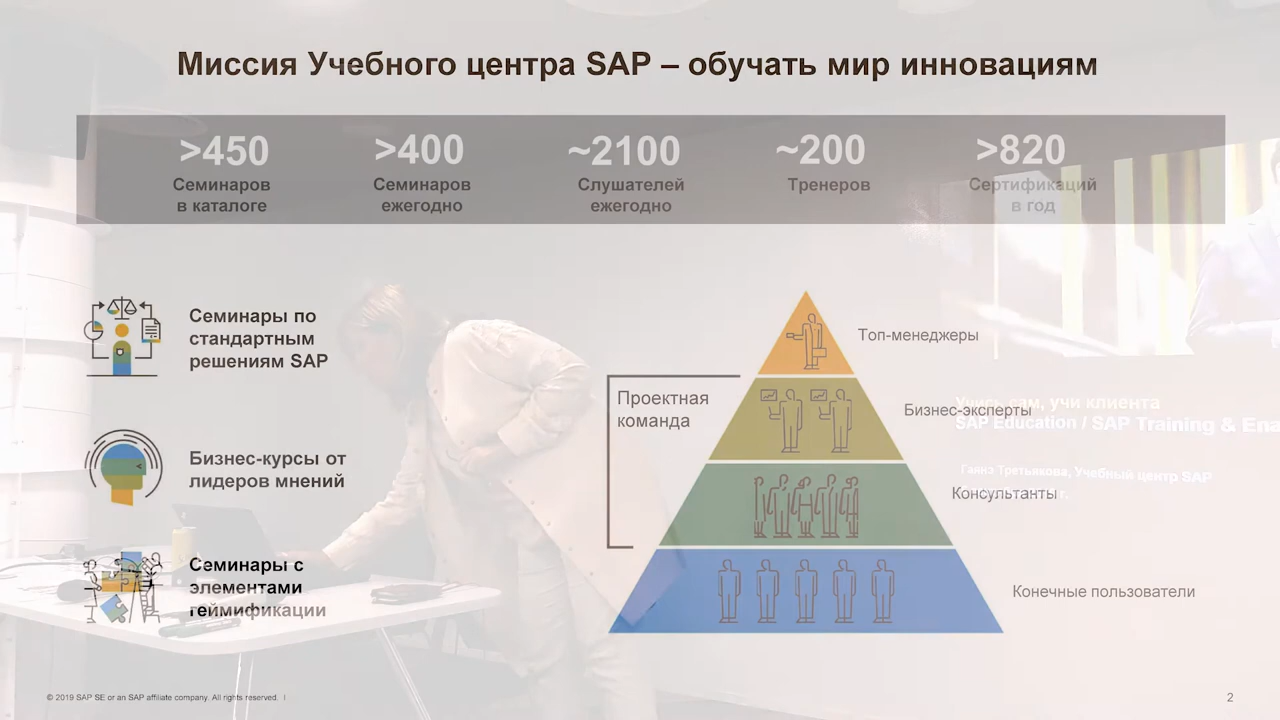 Миссия Учебного центра SAP – обучать мир инновациям
>450
Семинаров
в каталоге
>400
Семинаров
ежегодно
~2100
Слушателей
ежегодно
~200
Тренеров
>820
Сертификаций
в год
Семинары по
стандартным
решениям SAP
Бизнес-курсы от
лидеров мнений
Семинары с
элементами
геймификации
Проектная
команда
Топ-менеджеры
Бизнес-эксперты
Консультанты
Конечные пользователи
Учись сам, учи клиента
SAP Education / SAP Training & Ena
Гаянэ Третьякова, Учебный центр SAP
© 2019 SAP SE or an SAP affiliate company. All rights reserved. I
2